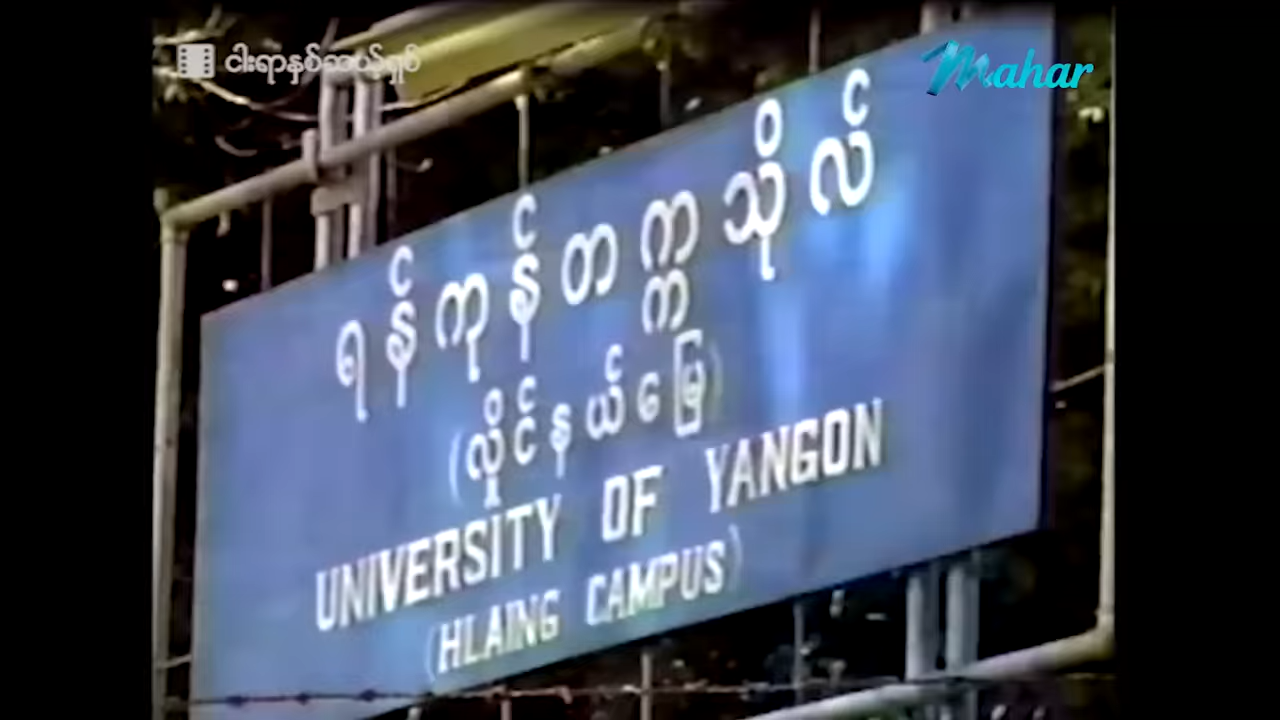 ငါးရာနှစ်ဆယ့်ရှစ်
Mahar
ရန်ကုန်တက္ကသိုလ်
(လှိုင်နယ်မြေ)
UNIVERSITY OF YANGON
(HLAING CAMPUS)